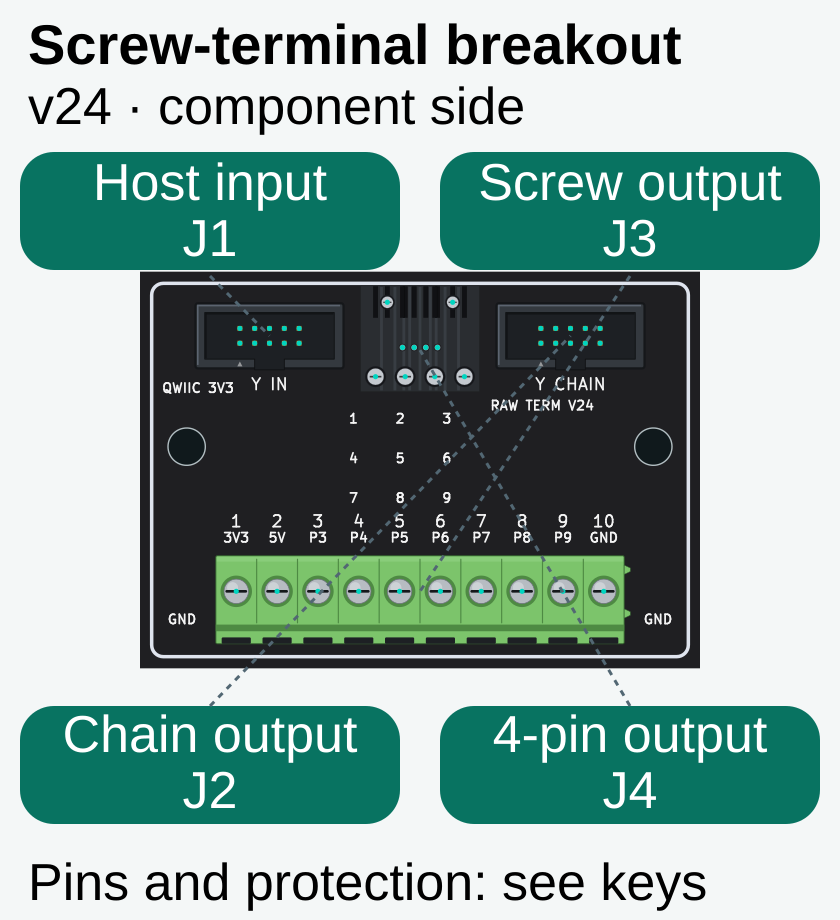 Screw-terminal breakout
v24 · component side
Host input
J1
Screw output
J3
QWIIC 3V3
Y IN
Y CHAIN
RAW TERM V24
1 2 3
4 5 6
7 8 9
1 2 3 4 5 6 7 8 9 10
3V3 5V P3 P4 P5 P6 P7 P8 P9 GND
GND
GND
Chain output
J2
4-pin output
J4
Pins and protection: see keys